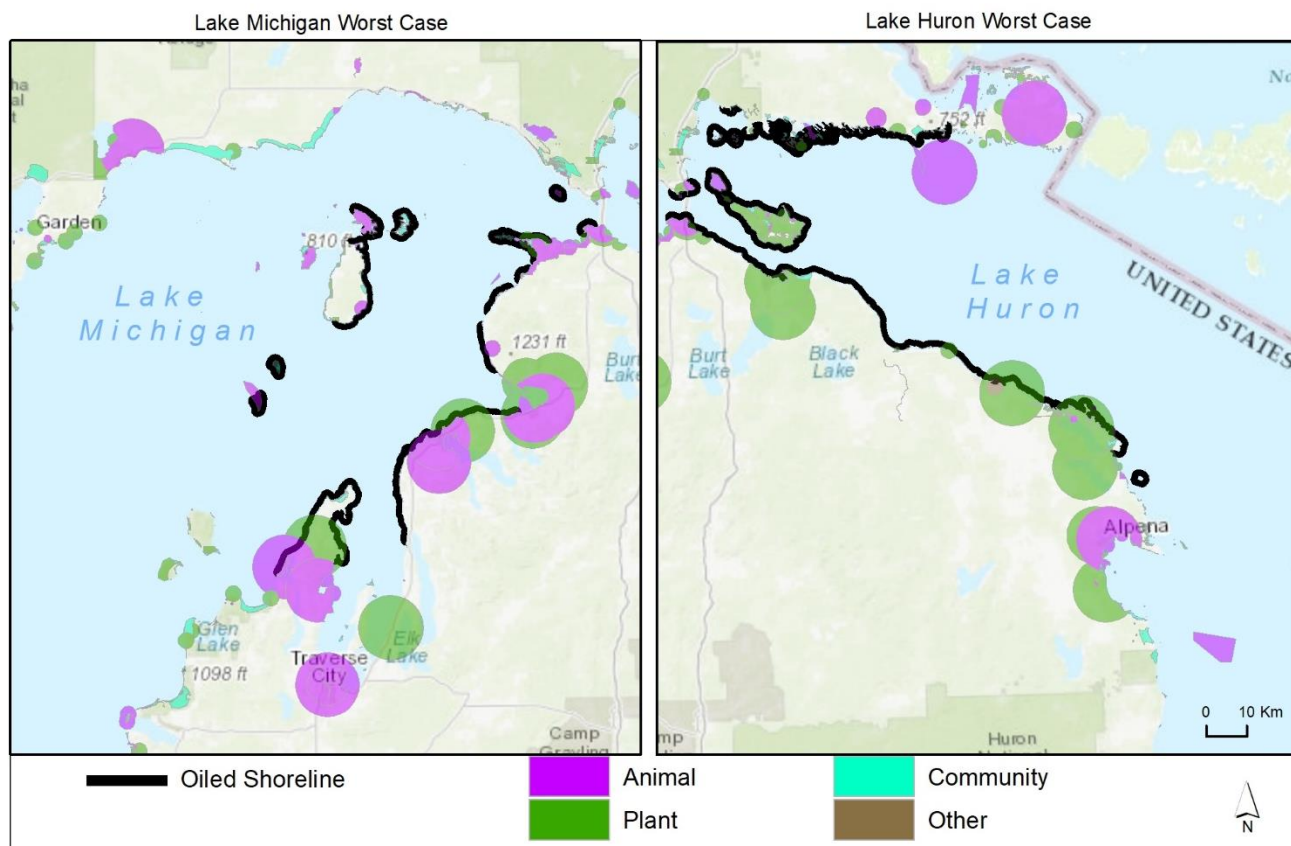 Lake Michigan Worst Case
Lake Huron Worst Case
Garden
810 ft
Lake
Michigan
1231 ft
Burt
Lake
Glen
Lake
Elk
Lake
Traverse
City
1098 ft
Camp
Grayling
752 ft
Lake
Huron
UNITED STATES
Burt
Lake
Black
Lake
Alpena
Huron
0 10 Km
Oiled Shoreline
Animal
Plant
Community
Other
N